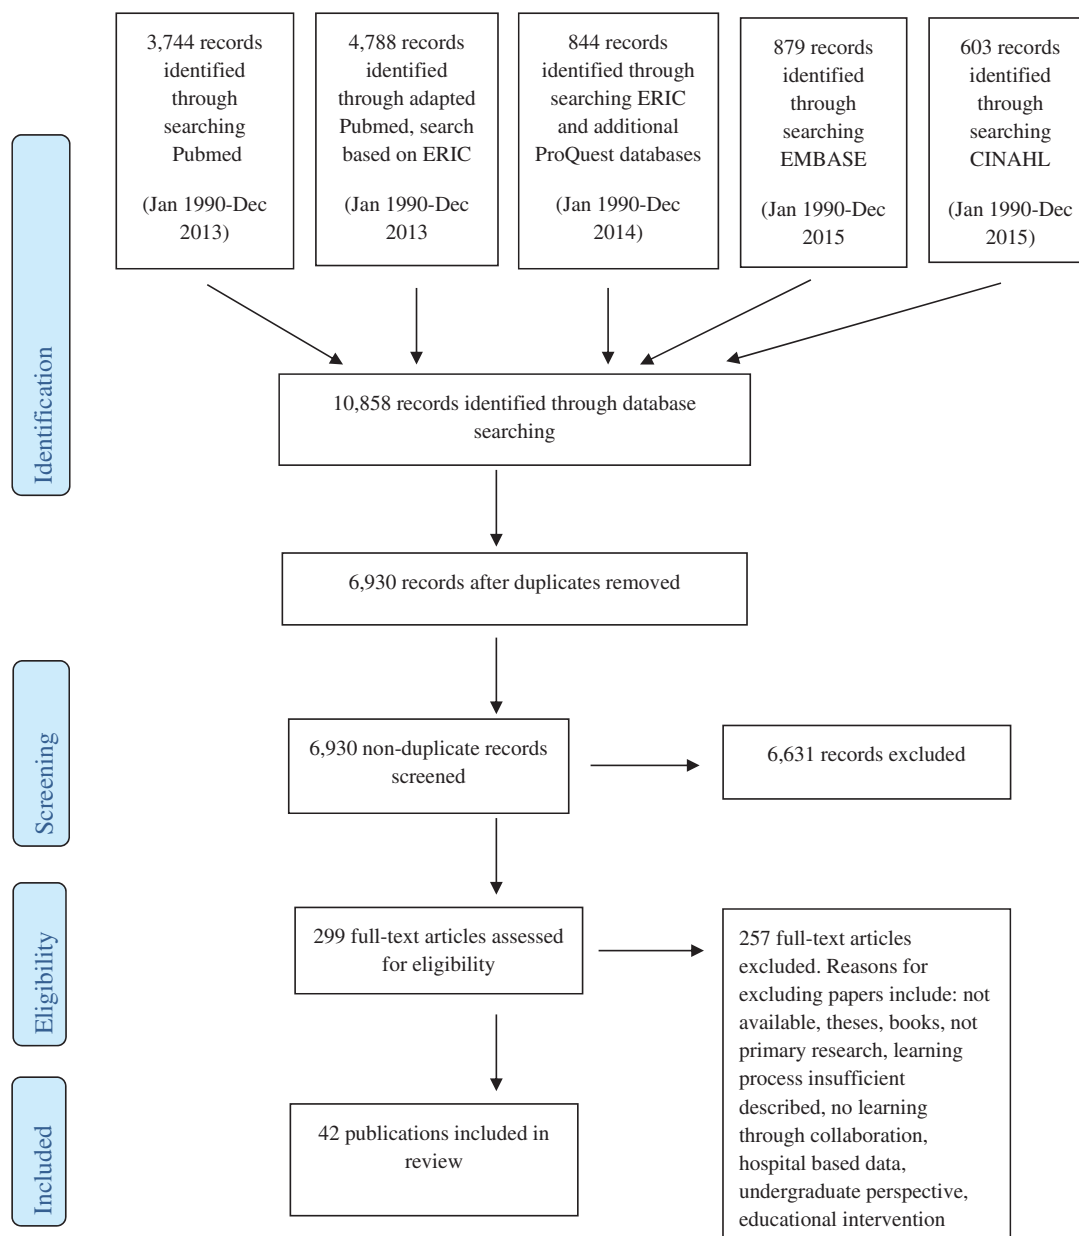 3,744 records
identified
through
searching
Pubmed
(Jan 1990-Dec
2013)
4,788 records
identified
through adapted
Pubmed, search
based on ERIC
(Jan 1990-Dec
2013
844 records
identified through
searching ERIC
and additional
ProQuest databases
(Jan 1990-Dec
2014)
879 records
identified
through
searching
EMBASE
(Jan 1990-Dec
2015
603 records
identified
through
searching
CINAHL
(Jan 1990-Dec
2015)
Identification
10,858 records identified through database
searching
6,930 records after duplicates removed
Screening
6,930 non-duplicate records
screened
6,631 records excluded
Eligibility
299 full-text articles assessed
for eligibility
257 full-text articles
excluded. Reasons for
excluding papers include: not
available, theses, books, not
primary research, learning
process insufficient
described, no learning
through collaboration,
hospital based data,
undergraduate perspective,
educational intervention
Included
42 publications included in
review